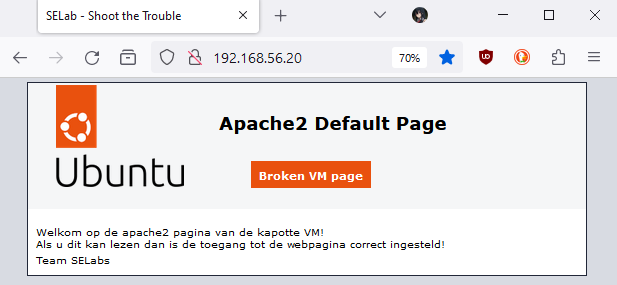 SELab - Shoot the Trouble
192.168.56.20
70%
Ubuntu
Apache2 Default Page
Broken VM page
Welkom op de apache2 pagina van de kapotte VM!
Als u dit kan lezen dan is de toegang tot de webpagina correct ingesteld!
Team SELabs